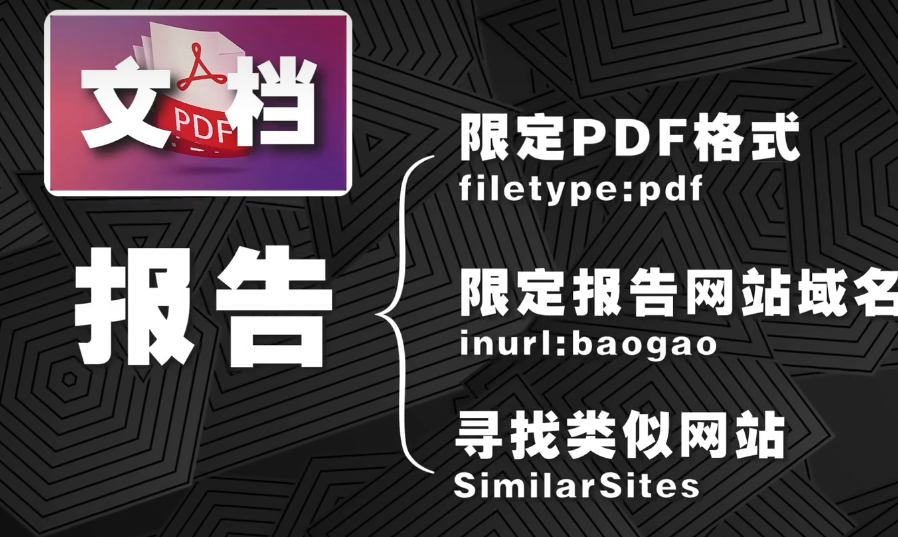 文档
PDF
报告
限定PDF格式
filetype:pdf
限定报告网站域名
inurl:baogao
寻找类似网站
SimilarSites